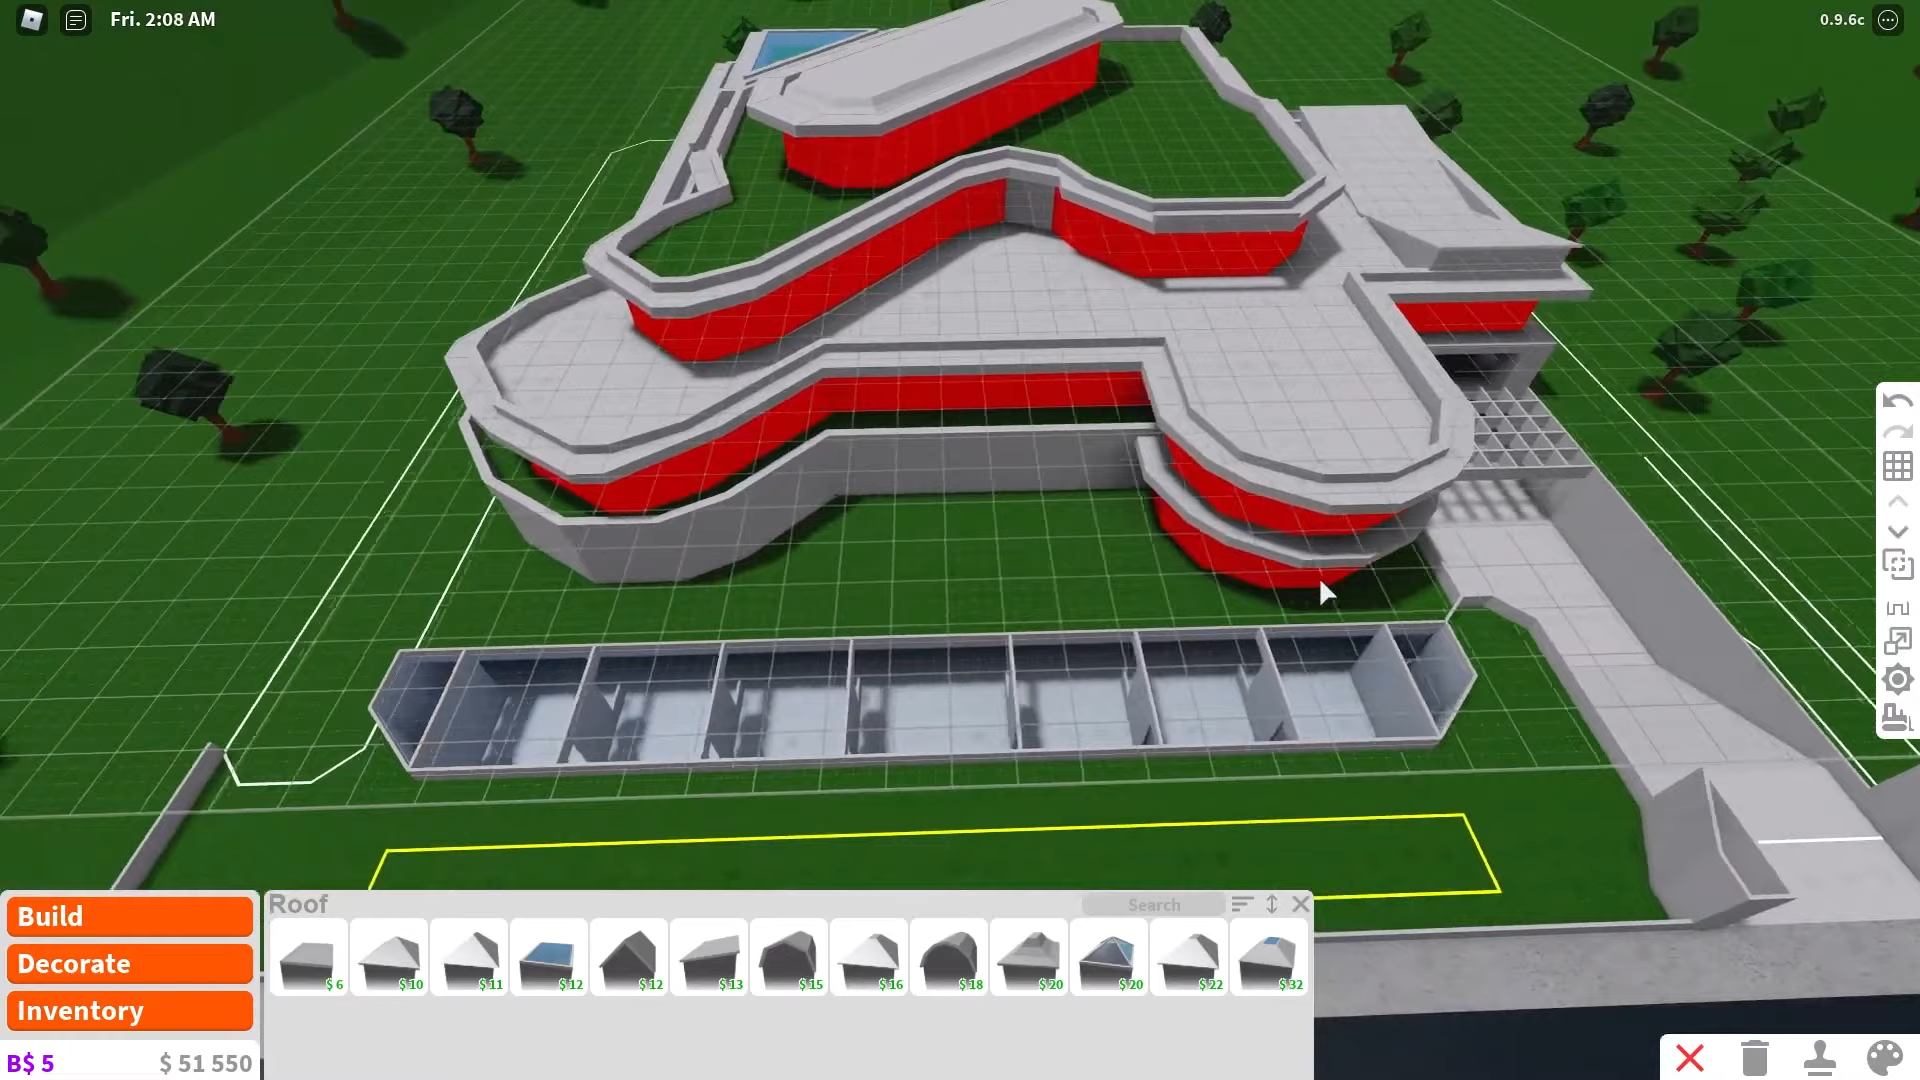 Fri. 2:08 AM
0.9.6c
Build
Decorate
Inventory
B$ 5
$ 51 550
Roof
Search
$ 6
$ 10
$ 11
$ 12
$ 12
$ 13
$ 15
$ 16
$ 18
$ 20
$ 20
$ 22
$ 32